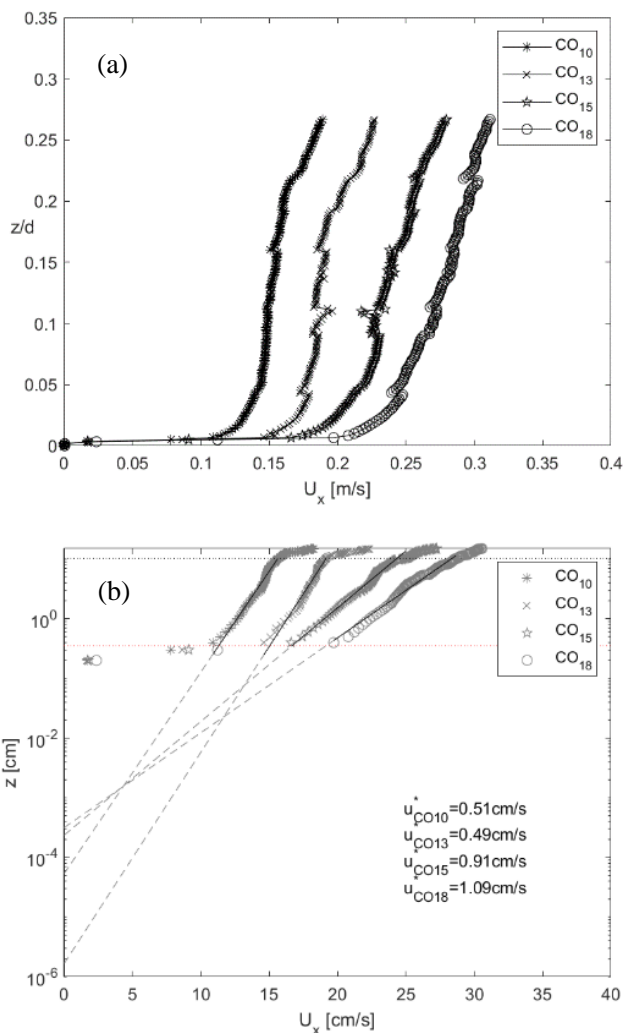 0.35
(a)
CO10
CO13
CO15
CO18
0.3
0.25
0.2
z/d
0.15
0.1
0.05
0
0 0.05 0.1 0.15 0.2 0.25 0.3 0.35 0.4
Ux [m/s]
(b)
CO10
CO13
CO15
CO18
10^0
10^-2
z [cm]
10^-4
10^-6
u*CO10=0.51cm/s
u*CO13=0.49cm/s
u*CO15=0.91cm/s
u*CO18=1.09cm/s
0 5 10 15 20 25 30 35 40
Ux [cm/s]